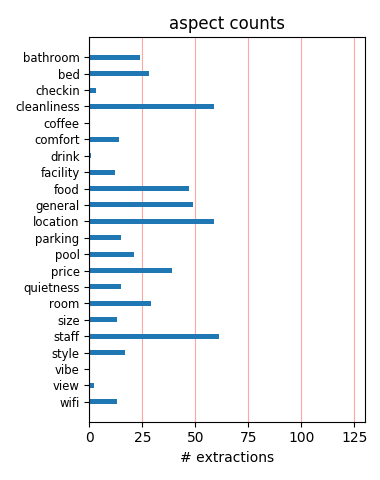 aspect counts
bathroom
bed
checkin
cleanliness
coffee
comfort
drink
facility
food
general
location
parking
pool
price
quietness
room
size
staff
style
vibe
view
wifi
0 25 50 75 100 125
# extractions